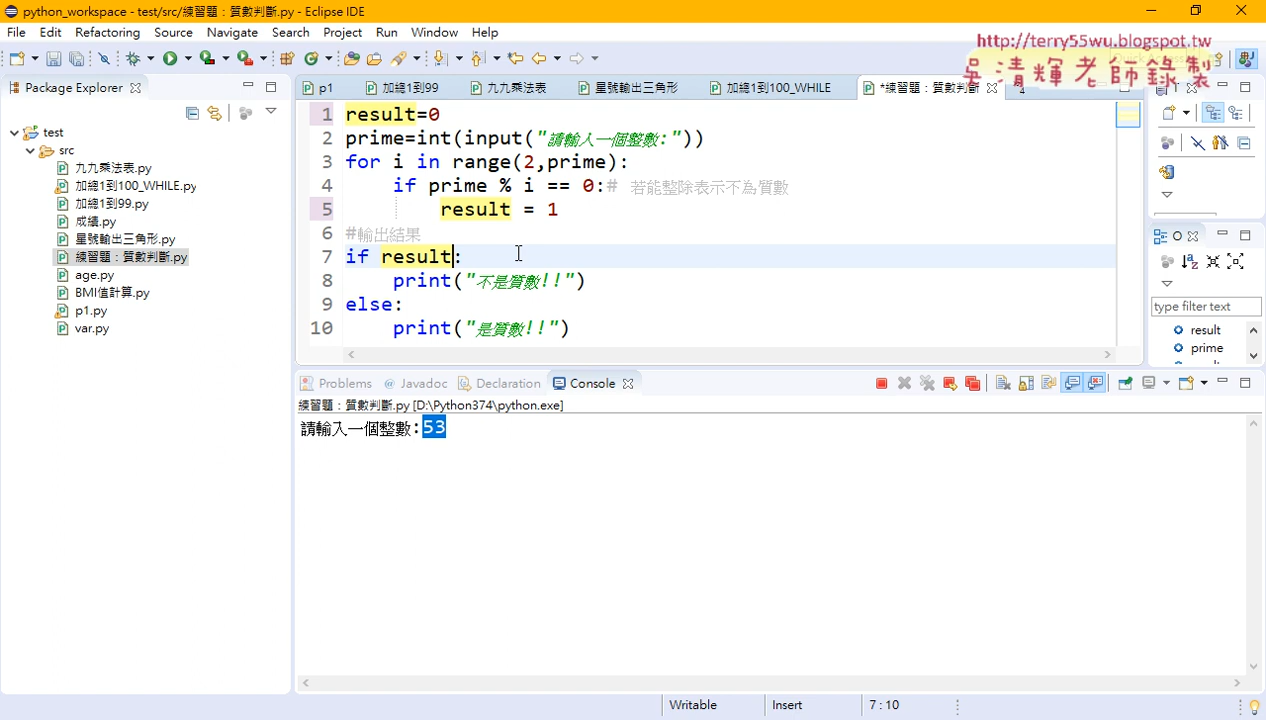 python_workspace - test/src/練習題：質數判斷.py - Eclipse IDE
File Edit Refactoring Source Navigate Search Project Run Window Help
http://terry55wu.blogspot.tw
吳清輝老師錄製
Package Explorer
p1 加總1到99 九九乘法表 星號輸出三角形 加總1到100_WHILE *練習題：質數判斷
test
src
九九乘法表.py
加總1到100_WHILE.py
加總1到99.py
成績.py
星號輸出三角形.py
練習題：質數判斷.py
age.py
BMI值計算.py
p1.py
var.py
1 result=0
2 prime=int(input("請輸入一個整數:"))
3 for i in range(2,prime):
4 if prime % i == 0:# 若能整除表示不為質數
5 result = 1
6 #輸出結果
7 if result:
8 print("不是質數!!")
9 else:
10 print("是質數!!")
type filter text
result
prime
Problems Javadoc Declaration Console
練習題：質數判斷.py [D:\Python374\python.exe]
請輸入一個整數:53
Writable Insert 7 : 10